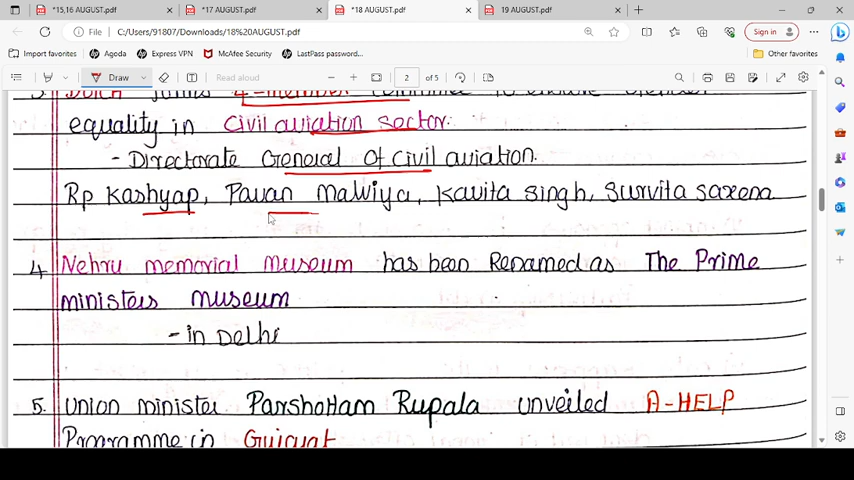 *15,16 AUGUST.pdf
*17 AUGUST.pdf
*18 AUGUST.pdf
19 AUGUST.pdf
File
C:/Users/91807/Downloads/18%20AUGUST.pdf
Sign in
Import favorites
Agoda
Express VPN
McAfee Security
LastPass password...
Other favorites
Draw
Read aloud
2 of 5
3. 4-member
equality in Civil aviation sector.
- Directorate General of Civil aviation.
Rp Kashyap, Pavan Malviya, Kavita Singh, Survita Saxena
4 Nehru memorial museum has been Renamed as The Prime
ministers museum
- in Delhi
5. Union minister Parshottam Rupala unveiled A-HELP
Programme in Gujarat